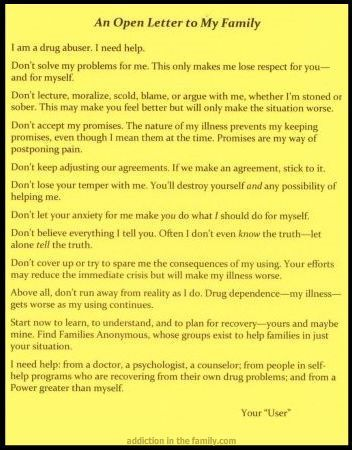 An Open Letter to My Family
I am a drug abuser. I need help.
Don't solve my problems for me. This only makes me lose respect for you—
and for myself.
Don't lecture, moralize, scold, blame, or argue with me, whether I'm stoned or
sober. This may make you feel better but will only make the situation worse.
Don't accept my promises. The nature of my illness prevents my keeping
promises, even though I mean them at the time. Promises are my way of
postponing pain.
Don't keep adjusting our agreements. If we make an agreement, stick to it.
Don't lose your temper with me. You'll destroy yourself and any possibility of
helping me.
Don't let your anxiety for me make you do what I should do for myself.
Don't believe everything I tell you. Often I don't even know the truth—let
alone tell the truth.
Don't cover up or try to spare me the consequences of my using. Your efforts
may reduce the immediate crisis but will make my illness worse.
Above all, don't run away from reality as I do. Drug dependence—my illness—
gets worse as my using continues.
Start now to learn, to understand, and to plan for recovery—yours and maybe
mine. Find Families Anonymous, whose groups exist to help families in just
your situation.
I need help: from a doctor, a psychologist, a counselor; from people in self-
help programs who are recovering from their own drug problems; and from a
Power greater than myself.
Your "User"
addiction in the family.com